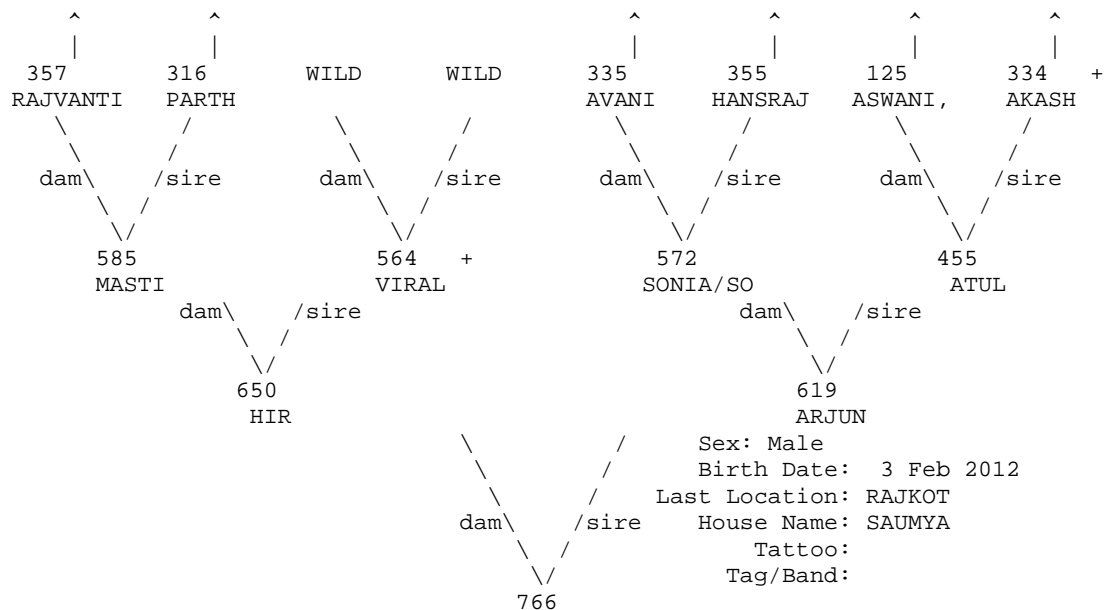 ^ ^ ^ ^ ^ ^
| | | | | |
357 316 WILD WILD 335 355 125 334 +
RAJVANTI PARTH AVANI HANSRAJ ASWANI, AKASH
\ / \ / \ / \ /
\ / \ / \ / \ /
dam\ /sire dam\ /sire dam\ /sire dam\ /sire
\ / \ / \ / \ /
\/ \/ \/ \/
585 564 + 572 455
MASTI VIRAL SONIA/SO ATUL
dam\ /sire dam\ /sire
\ / \ /
\/ \/
650 619
HIR ARJUN
\ / Sex: Male
\ / Birth Date: 3 Feb 2012
\ / Last Location: RAJKOT
dam\ /sire House Name: SAUMYA
\ / Tattoo:
\/ Tag/Band:
766